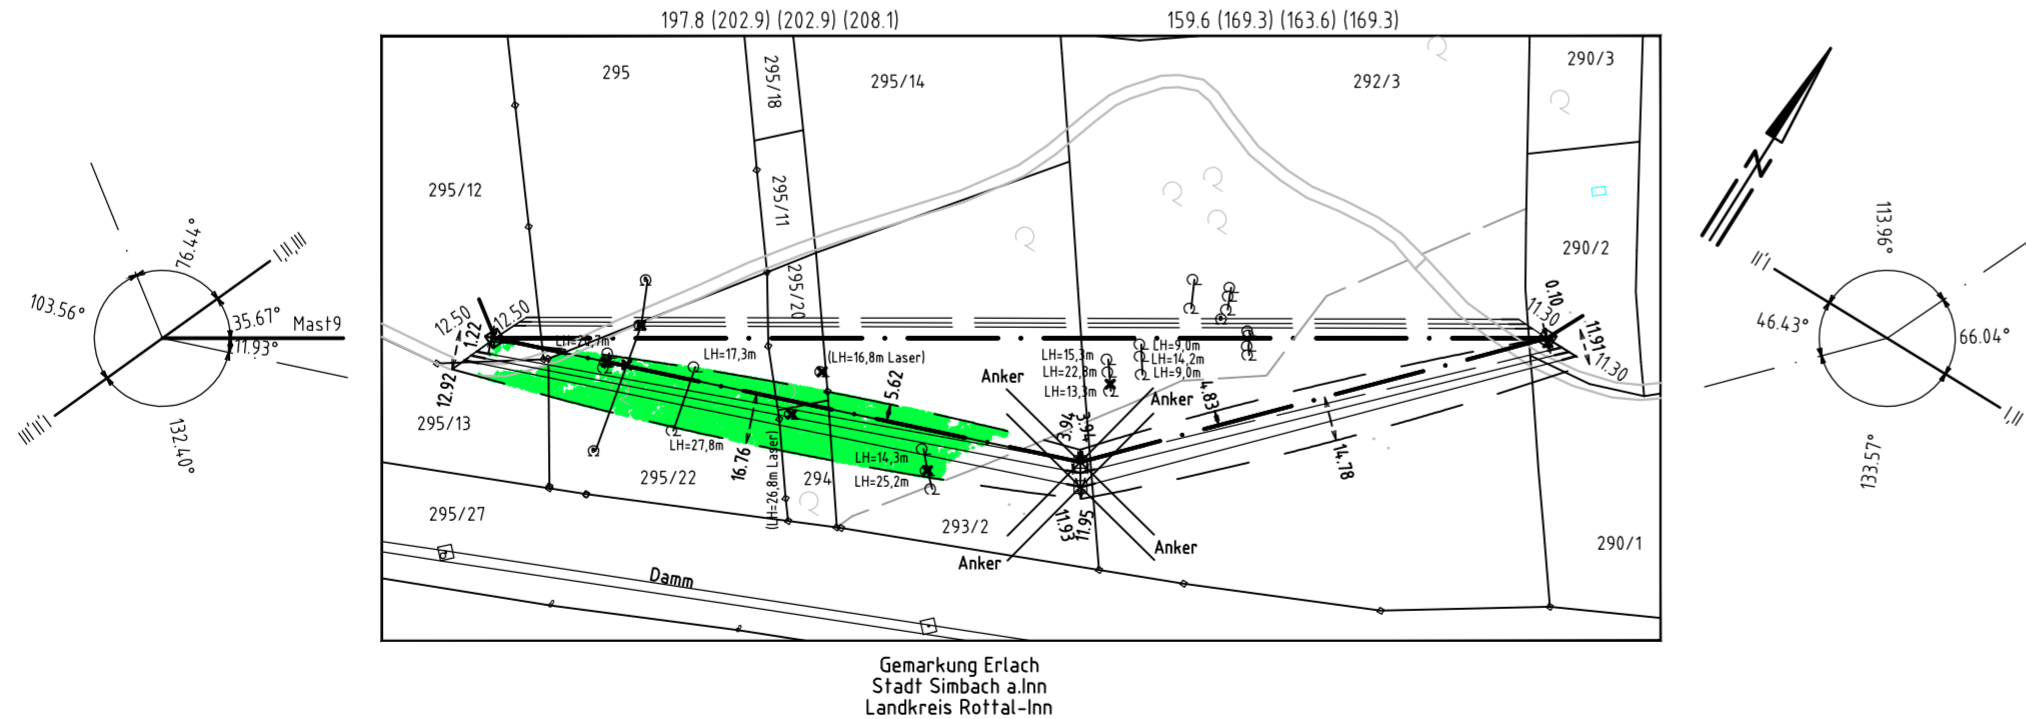 197.8 (202.9) (202.9) (208.1)
159.6 (169.3) (163.6) (169.3)
295
295/18
295/14
292/3
290/3
295/12
295/11
290/2
295/20
76.44°
I,II,III
103.56°
35.67°
Mast9
11.93°
132.40°
III',II',I
N
113.96°
II',I
46.43°
66.04°
I,II
133.57°
12.50
1.22
12.50
12.92
LH=17,3m
(LH=16,8m Laser)
5.62
LH=15,3m
LH=22,8m
LH=13,3m
LH=9,0m
LH=14,2m
LH=9,0m
0.10
11.30
11.91
11.30
Anker
Anker
4.83
3.94
3.94
14.78
295/13
LH=27,8m
16.76
(LH=26,8m Laser)
LH=14,3m
LH=25,2m
295/22
294
295/27
293/2
11.93
11.95
Anker
Anker
290/1
Damm
Gemarkung Erlach
Stadt Simbach a.Inn
Landkreis Rottal-Inn